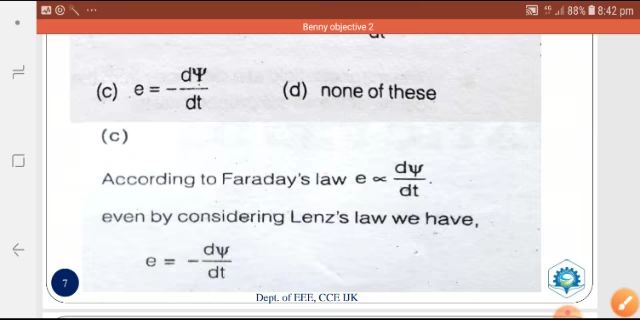 88% 8:42 pm
Benny objective 2
(c) e = - dΨ/dt (d) none of these
(c)
According to Faraday's law e ∝ dψ/dt.
even by considering Lenz's law we have,
e = - dψ/dt
7
Dept. of EEE, CCE IJK